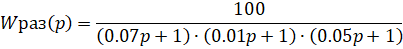 Wраз(p) = 100 / ((0.07p + 1) · (0.01p + 1) · (0.05p + 1))